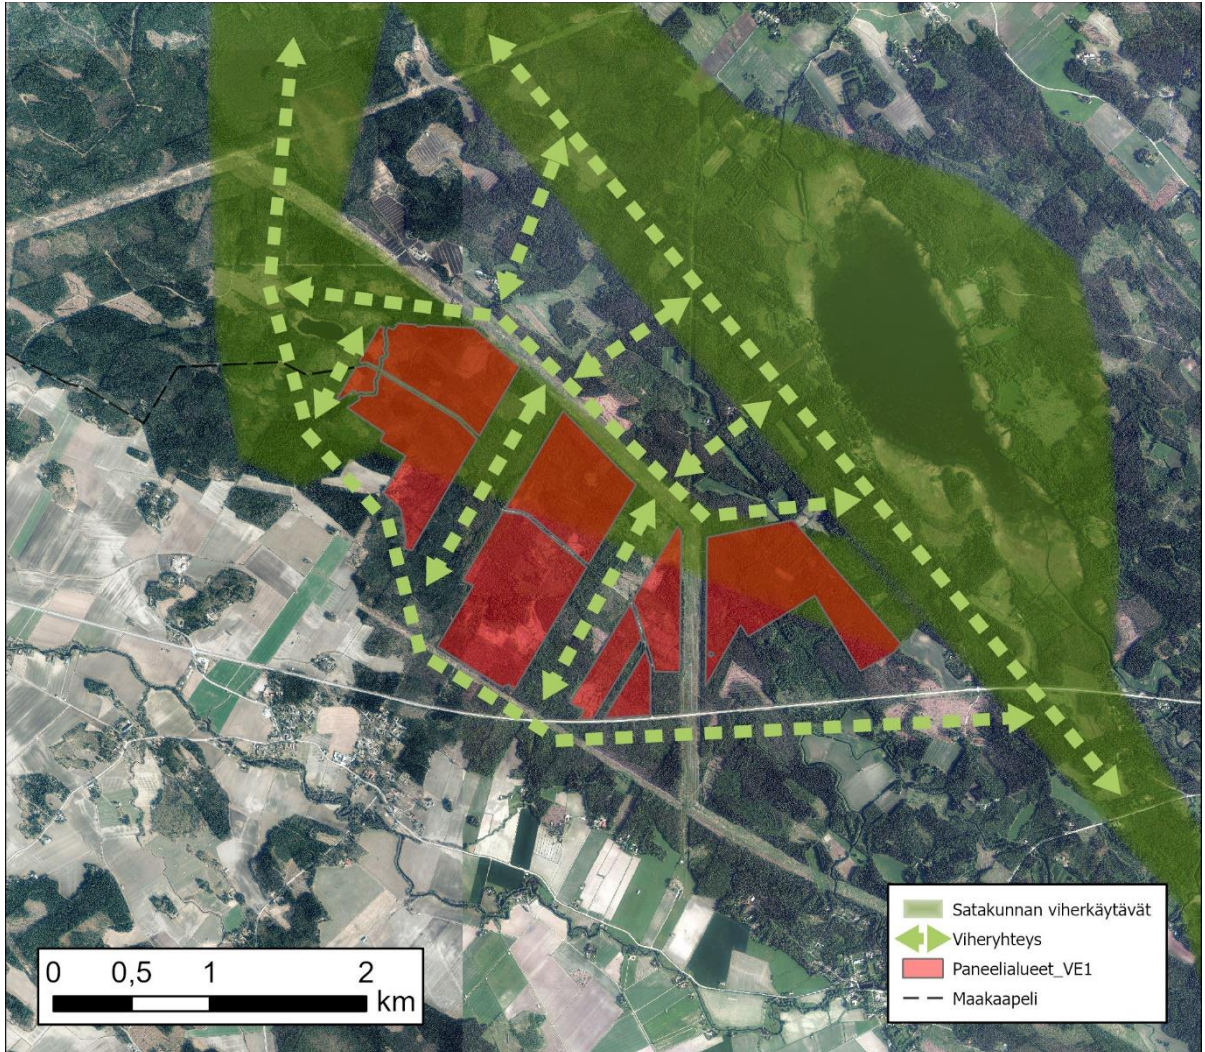 Satakunnan viherkäytävät
Viheryhteys
Paneelialueet_VE1
Maakaapeli
0 0,5 1 2
km